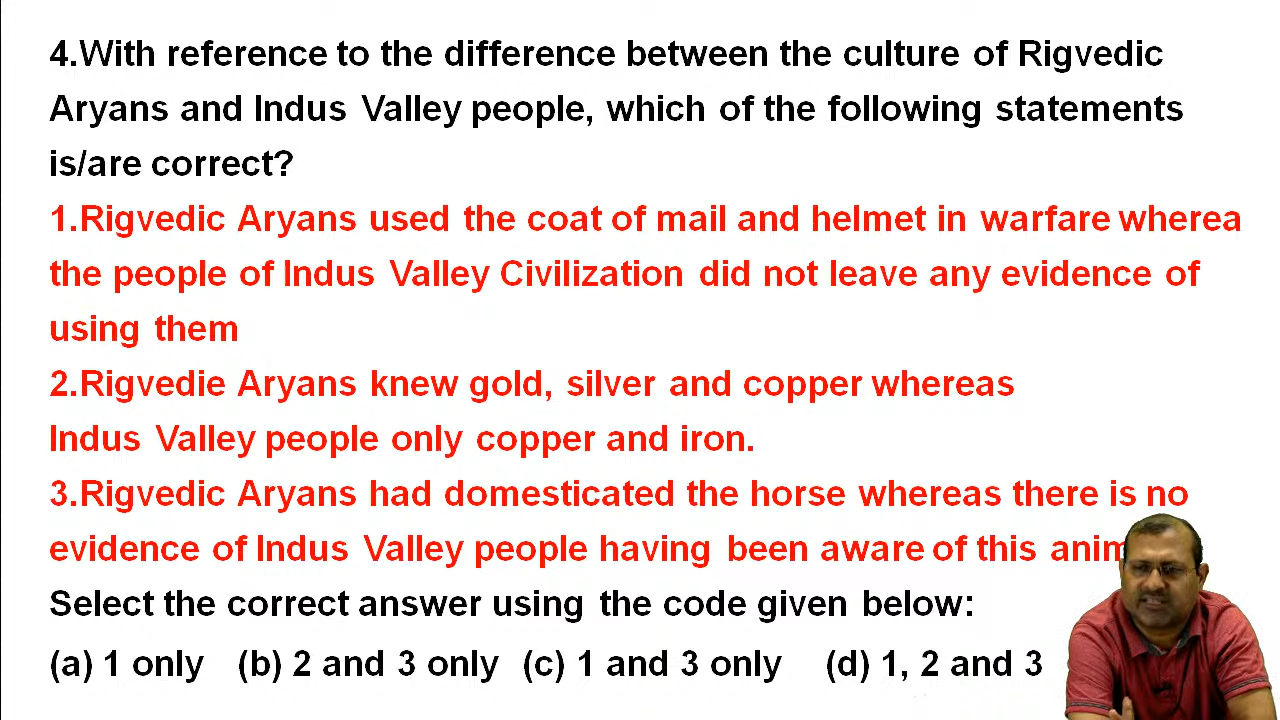 4.With reference to the difference between the culture of Rigvedic
Aryans and Indus Valley people, which of the following statements
is/are correct?
1.Rigvedic Aryans used the coat of mail and helmet in warfare wherea
the people of Indus Valley Civilization did not leave any evidence of
using them
2.Rigvedie Aryans knew gold, silver and copper whereas
Indus Valley people only copper and iron.
3.Rigvedic Aryans had domesticated the horse whereas there is no
evidence of Indus Valley people having been aware of this anim
Select the correct answer using the code given below:
(a) 1 only (b) 2 and 3 only (c) 1 and 3 only (d) 1, 2 and 3